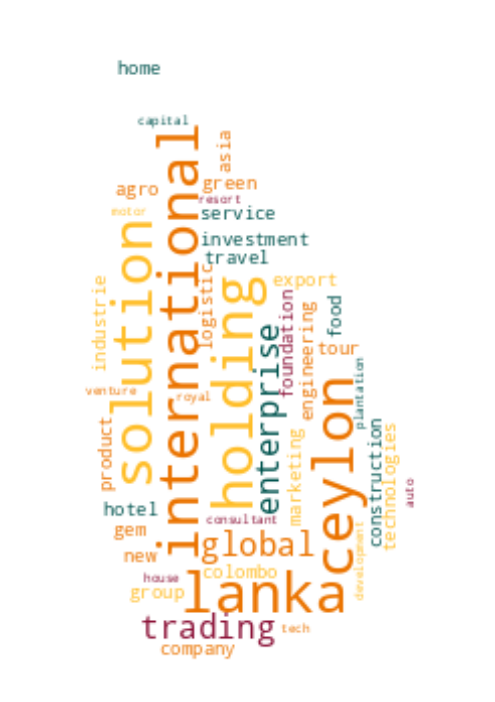 home
capital
asia
international
agro
green
resort
motor
service
solution
investment
travel
logistic
holding
export
industrie
foundation
food
engineering
enterprise
tour
plantation
venture
royal
ceylon
product
construction
technologies
marketing
auto
hotel
consultant
gem
global
development
new
colombo
house
lanka
group
trading
tech
company